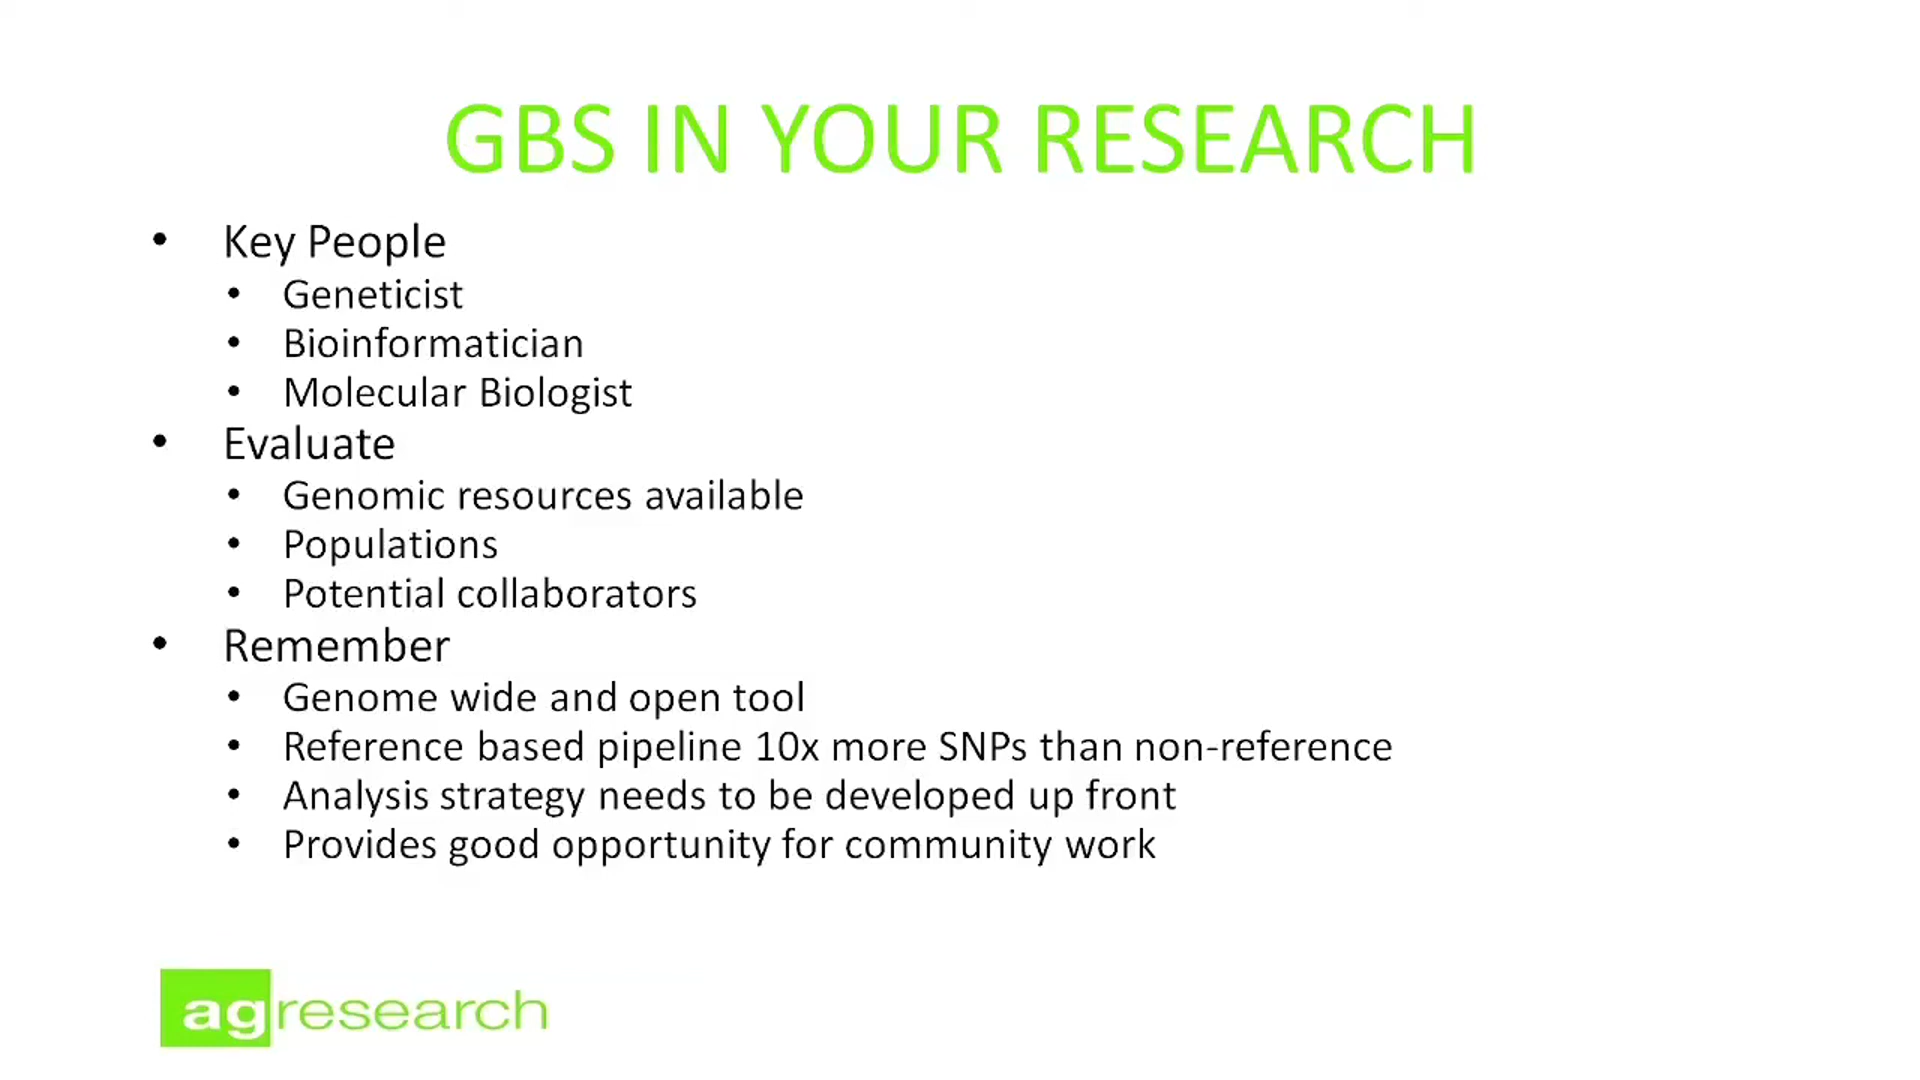 GBS IN YOUR RESEARCH
• Key People
• Geneticist
• Bioinformatician
• Molecular Biologist
• Evaluate
• Genomic resources available
• Populations
• Potential collaborators
• Remember
• Genome wide and open tool
• Reference based pipeline 10x more SNPs than non-reference
• Analysis strategy needs to be developed up front
• Provides good opportunity for community work
agresearch